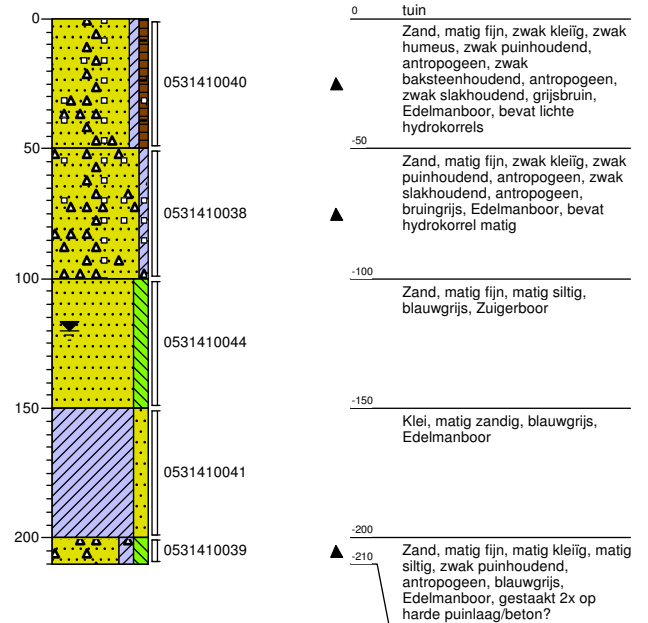 0
50
100
150
200
0531410040
0531410038
0531410044
0531410041
0531410039
0
tuin
Zand, matig fijn, zwak kleiïg, zwak
humeus, zwak puinhoudend,
antropogeen, zwak
baksteenhoudend, antropogeen,
zwak slakhoudend, grijsbruin,
Edelmanboor, bevat lichte
hydrokorrels
-50
Zand, matig fijn, zwak kleiïg, zwak
puinhoudend, antropogeen, zwak
slakhoudend, antropogeen,
bruingrijs, Edelmanboor, bevat
hydrokorrel matig
-100
Zand, matig fijn, matig siltig,
blauwgrijs, Zuigerboor
-150
Klei, matig zandig, blauwgrijs,
Edelmanboor
-200
-210
Zand, matig fijn, matig kleiïg, matig
siltig, zwak puinhoudend,
antropogeen, blauwgrijs,
Edelmanboor, gestaakt 2x op
harde puinlaag/beton?